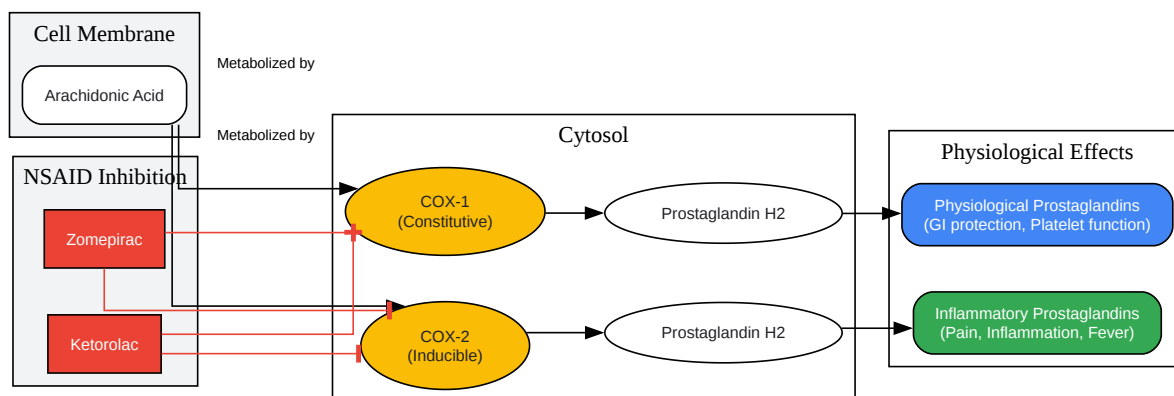 Cell Membrane
Arachidonic Acid
Metabolized by
Metabolized by
NSAID Inhibition
Zomepirac
Ketorolac
Cytosol
COX-1
(Constitutive)
Prostaglandin H2
COX-2
(Inducible)
Prostaglandin H2
Physiological Effects
Physiological Prostaglandins
(GI protection, Platelet function)
Inflammatory Prostaglandins
(Pain, Inflammation, Fever)